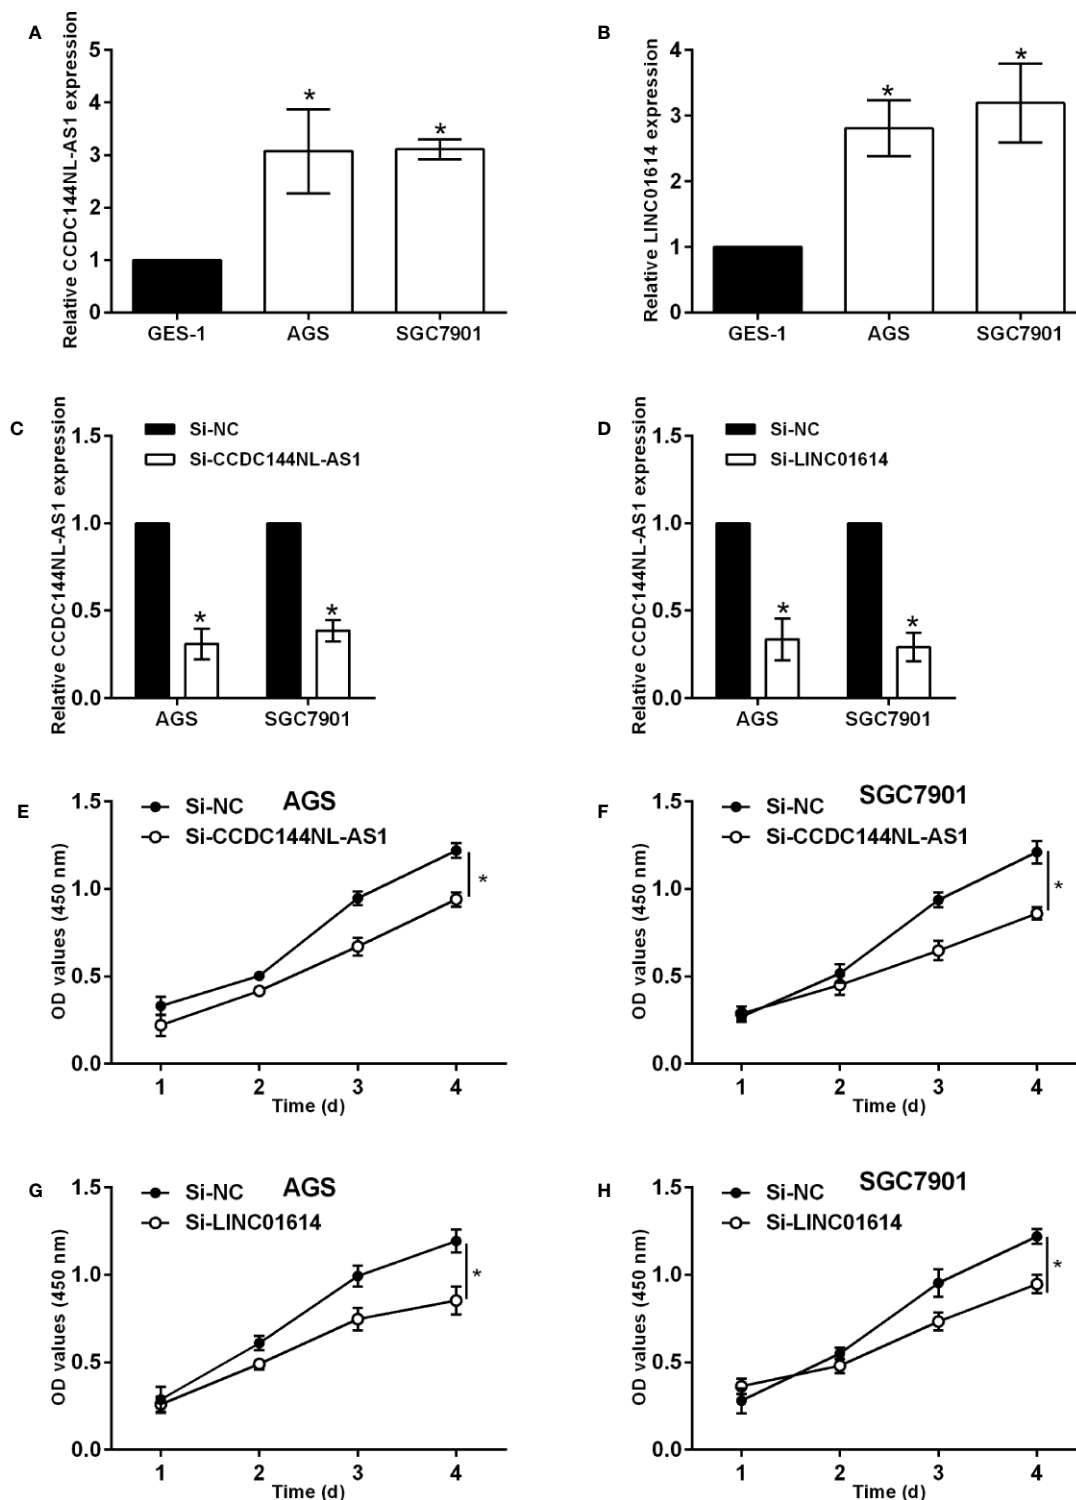 A
Relative CCDC144NL-AS1 expression
5
4
3
2
1
0
*
*
GES-1
AGS
SGC7901
B
Relative LINC01614 expression
4
3
2
1
0
*
*
GES-1
AGS
SGC7901
C
Relative CCDC144NL-AS1 expression
Si-NC
Si-CCDC144NL-AS1
1.5
1.0
0.5
0.0
*
*
AGS
SGC7901
D
Relative CCDC144NL-AS1 expression
Si-NC
Si-LINC01614
1.5
1.0
0.5
0.0
*
*
AGS
SGC7901
E
AGS
Si-NC
Si-CCDC144NL-AS1
OD values (450 nm)
1.5
1.0
0.5
0.0
*
1 2 3 4
Time (d)
F
SGC7901
Si-NC
Si-CCDC144NL-AS1
OD values (450 nm)
1.5
1.0
0.5
0.0
*
1 2 3 4
Time (d)
G
AGS
Si-NC
Si-LINC01614
OD values (450 nm)
1.5
1.0
0.5
0.0
*
1 2 3 4
Time (d)
H
SGC7901
Si-NC
Si-LINC01614
OD values (450 nm)
1.5
1.0
0.5
0.0
*
1 2 3 4
Time (d)